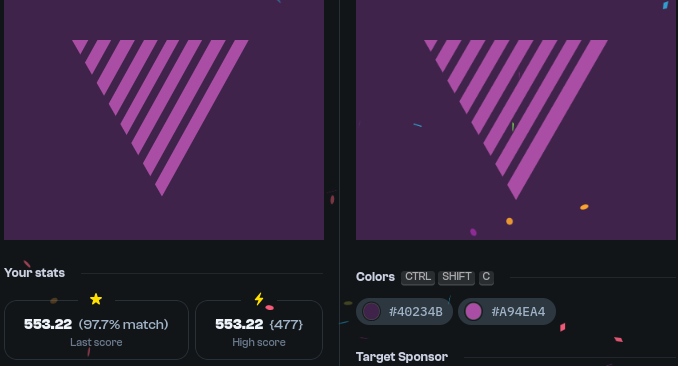 Your stats
553.22 (97.7% match)
Last score
553.22 {477}
High score
Colors CTRL SHIFT C
#40234B
#A94EA4
Target Sponsor